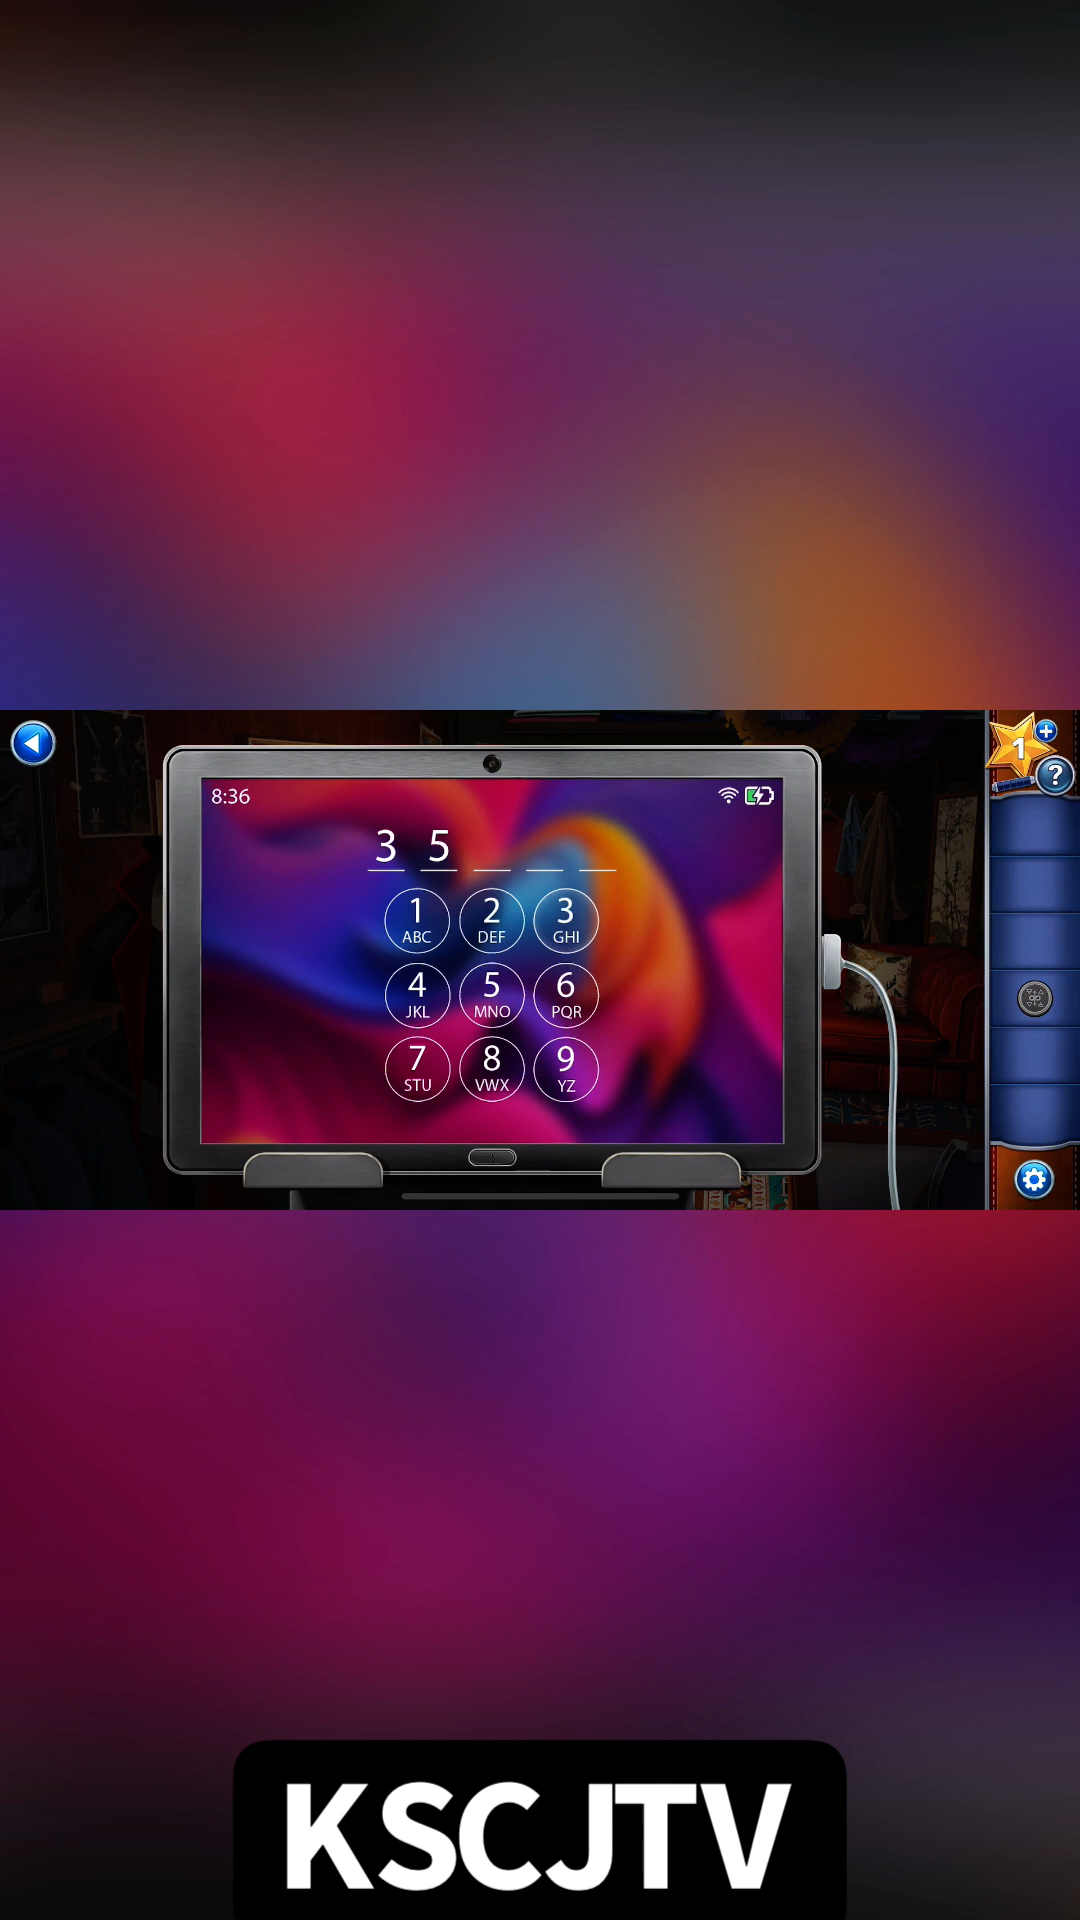 1
?
8:36
3 5
1 2 3
ABC DEF GHI
4 5 6
JKL MNO PQR
7 8 9
STU VWX YZ
KSCJTV